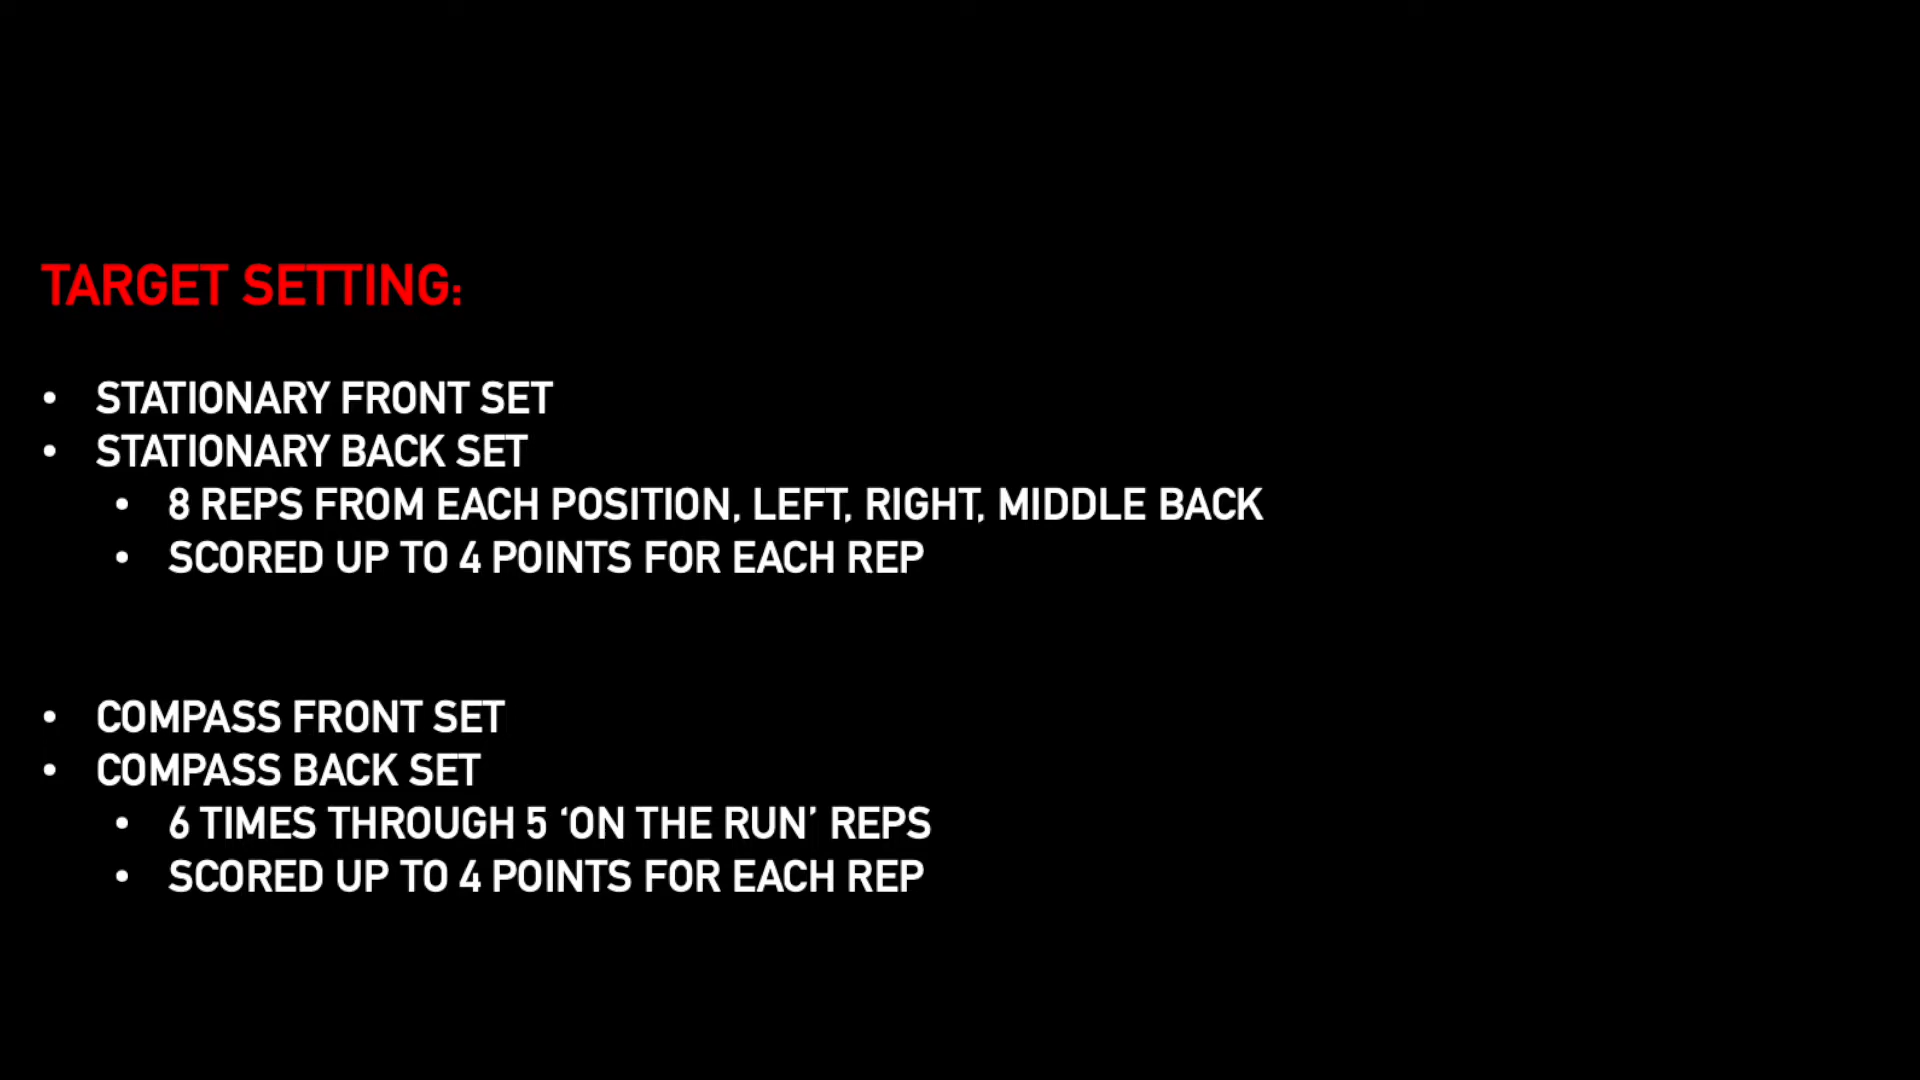 TARGET SETTING:
• STATIONARY FRONT SET
• STATIONARY BACK SET
• 8 REPS FROM EACH POSITION, LEFT, RIGHT, MIDDLE BACK
• SCORED UP TO 4 POINTS FOR EACH REP
• COMPASS FRONT SET
• COMPASS BACK SET
• 6 TIMES THROUGH 5 ‘ON THE RUN’ REPS
• SCORED UP TO 4 POINTS FOR EACH REP